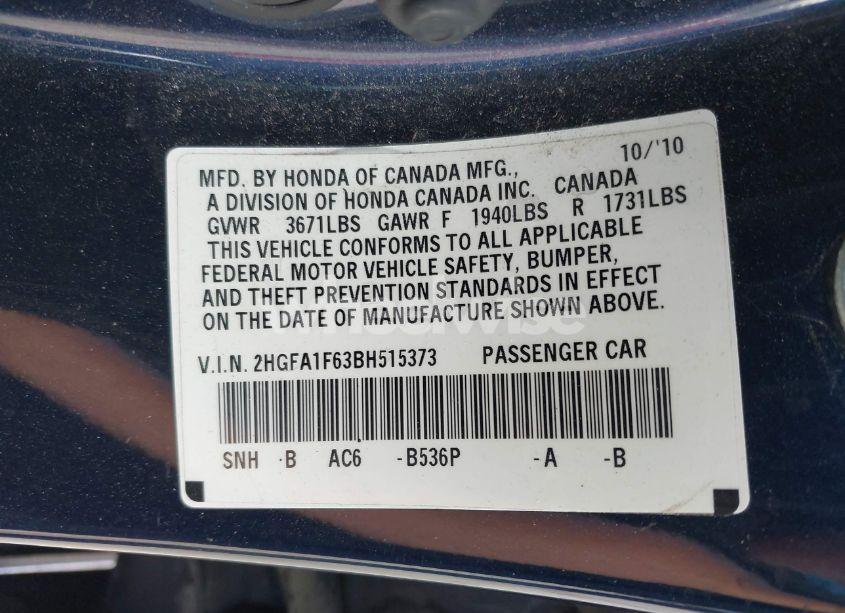 10/'10
MFD. BY HONDA OF CANADA MFG.,
A DIVISION OF HONDA CANADA INC. CANADA
GVWR 3671LBS GAWR F 1940LBS R 1731LBS
THIS VEHICLE CONFORMS TO ALL APPLICABLE
FEDERAL MOTOR VEHICLE SAFETY, BUMPER,
AND THEFT PREVENTION STANDARDS IN EFFECT
ON THE DATE OF MANUFACTURE SHOWN ABOVE.
V.I.N. 2HGFA1F63BH515373 PASSENGER CAR
SNH -B AC6 -B536P -A -B